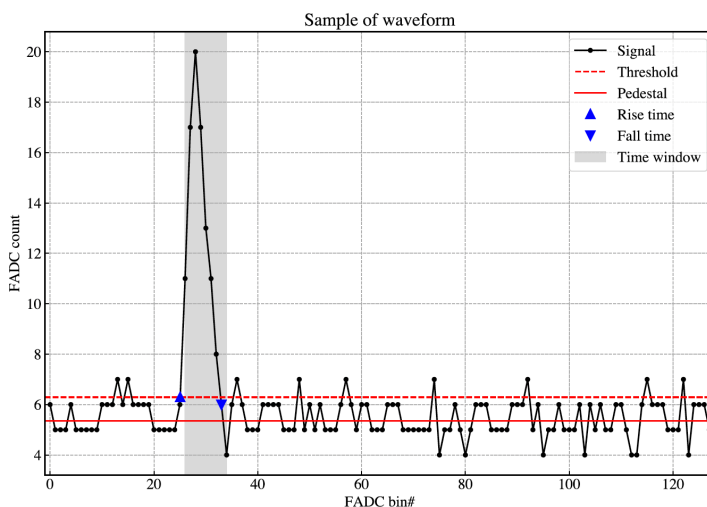 Sample of waveform
20
18
16
14
12
10
8
6
4
FADC count
Signal
Threshold
Pedestal
Rise time
Fall time
Time window
0 20 40 60 80 100 120
FADC bin#